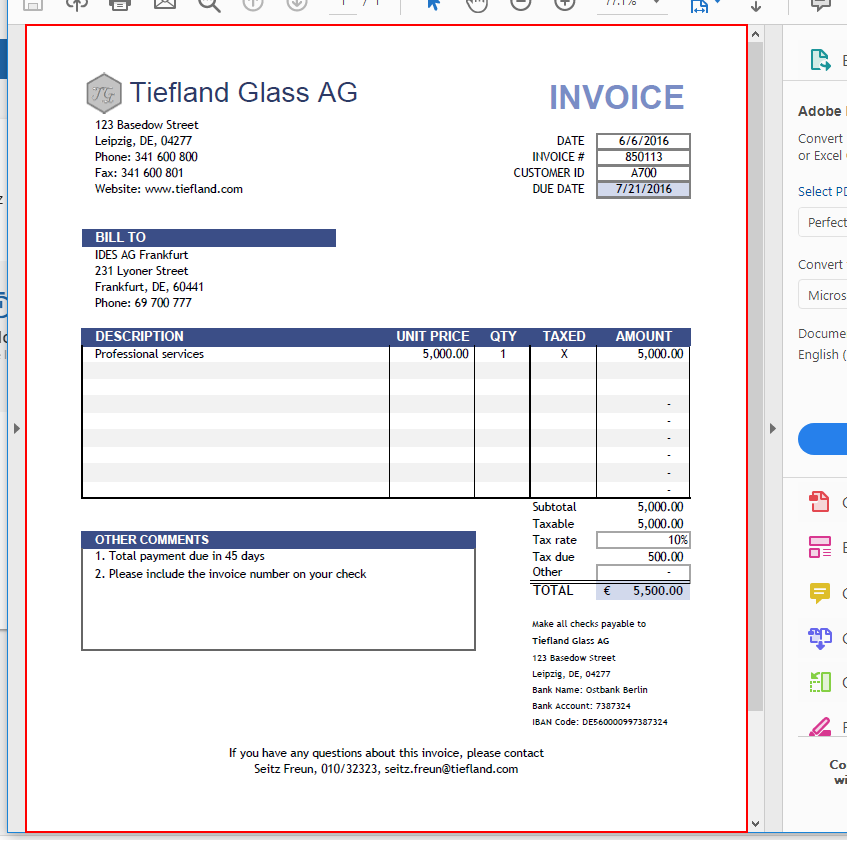 1 / 1
77.1%
TG
Tiefland Glass AG
INVOICE
123 Basedow Street
Leipzig, DE, 04277
Phone: 341 600 800
Fax: 341 600 801
Website: www.tiefland.com
DATE 6/6/2016
INVOICE # 850113
CUSTOMER ID A700
DUE DATE 7/21/2016
BILL TO
IDES AG Frankfurt
231 Lyoner Street
Frankfurt, DE, 60441
Phone: 69 700 777
DESCRIPTION UNIT PRICE QTY TAXED AMOUNT
Professional services 5,000.00 1 X 5,000.00
-
-
-
-
-
-
Subtotal 5,000.00
Taxable 5,000.00
Tax rate 10%
Tax due 500.00
Other -
TOTAL € 5,500.00
OTHER COMMENTS
1. Total payment due in 45 days
2. Please include the invoice number on your check
Make all checks payable to
Tiefland Glass AG
123 Basedow Street
Leipzig, DE, 04277
Bank Name: Ostbank Berlin
Bank Account: 7387324
IBAN Code: DE560000997387324
If you have any questions about this invoice, please contact
Seitz Freun, 010/32323, seitz.freun@tiefland.com
Adobe
Convert
or Excel
Select PD
Perfect
Convert
Micros
Docume
English (
Co
wi